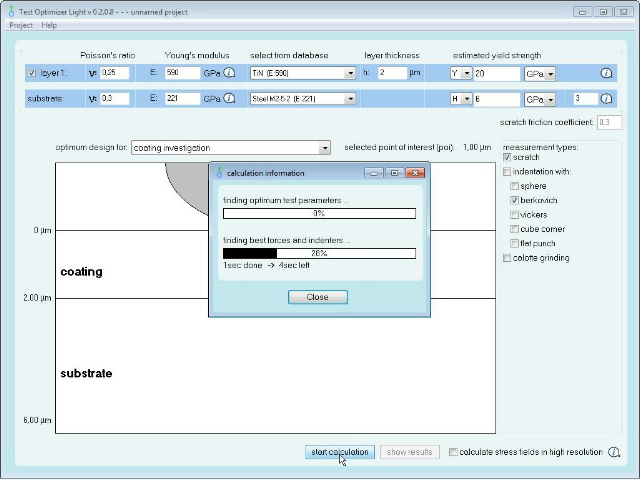 Test Optimizer Light v 0.2.0.8 - - - unnamed project
Project Help
Poisson's ratio Young's modulus select from database layer thickness estimated yield strength
layer 1: ν: 0,25 E: 590 GPa TiN (E:590) h: 2 µm Y 20 GPa
substrate: ν: 0,3 E: 221 GPa Steel M2-5-2 (E:221) H 6 GPa 3
scratch friction coefficient: 0,3
optimum design for: coating investigation selected point of interest (poi): 1,00 µm measurement types:
scratch
indentation with:
sphere
berkovich
vickers
cube corner
flat punch
calotte grinding
calculation information
finding optimum test parameters ...
0%
finding best forces and indenters ...
28%
1sec done -> 4sec left
Close
0 µm
coating
2,00 µm
substrate
6,00 µm
start calculation show results calculate stress fields in high resolution